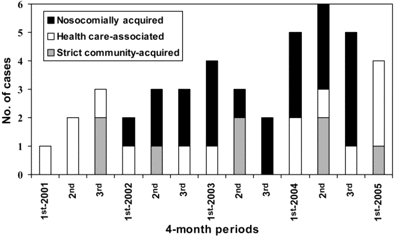 6
5
4
3
2
1
0
No. of cases
Nosocomially acquired
Health care-associated
Strict community-acquired
1st-2001
2nd
3rd
1st-2002
2nd
3rd
1st-2003
2nd
3rd
1st-2004
2nd
3rd
1st-2005
4-month periods